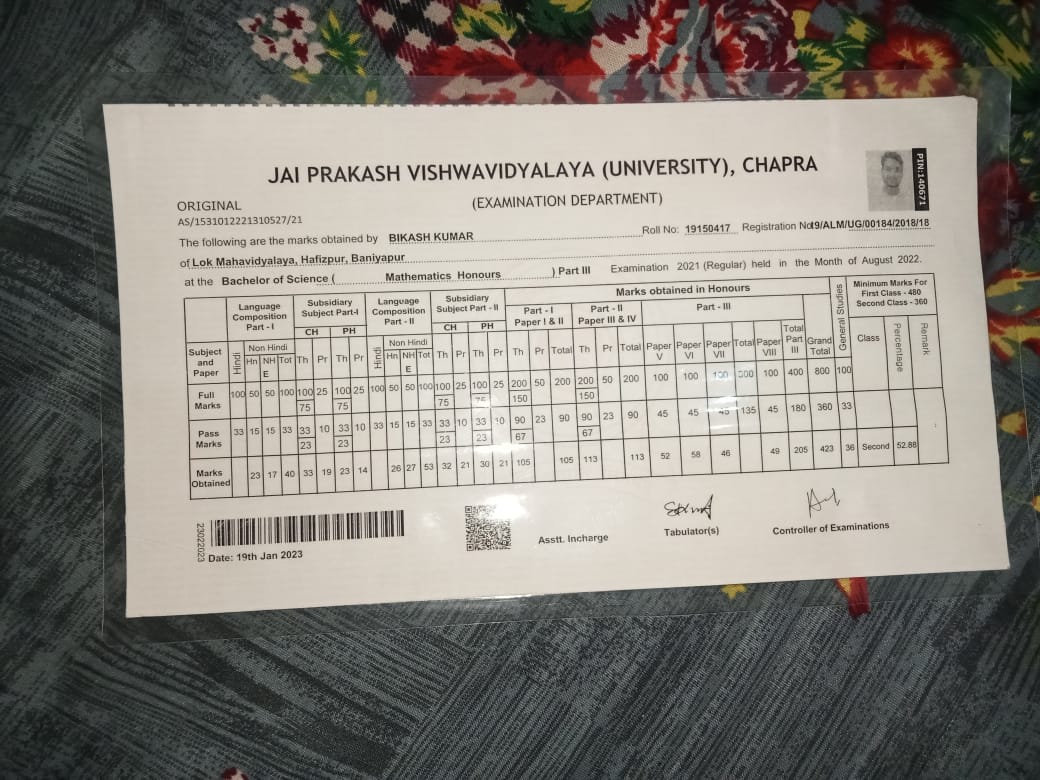 JAI PRAKASH VISHWAVIDYALAYA (UNIVERSITY), CHAPRA
(EXAMINATION DEPARTMENT)
PIN:140671
ORIGINAL
AS/1531012221310527/21
The following are the marks obtained by BIKASH KUMAR Roll No: 19150417 Registration No:19/ALM/UG/00184/2018/18
of Lok Mahavidyalaya, Hafizpur, Baniyapur
at the Bachelor of Science ( Mathematics Honours ) Part III Examination 2021 (Regular) held in the Month of August 2022.
Subject and Paper
Language Composition Part - I
Subsidiary Subject Part-I
Language Composition Part - II
Subsidiary Subject Part - II
Marks obtained in Honours
General Studies
Minimum Marks For First Class - 480 Second Class - 360
CH PH CH PH
Part - I Paper I & II
Part - II Paper III & IV
Part - III
Hindi Non Hindi Hn NH E Tot Th Pr Th Pr Hindi Non Hindi Hn NH E Tot Th Pr Th Pr Th Pr Total Th Pr Total Paper V Paper VI Paper VII Total Paper VIII Total Part III Grand Total Class Percentage Remark
Full Marks 100 50 50 100 100 25 100 25 100 50 50 100 100 25 100 25 200 50 200 200 50 200 100 100 100 300 100 400 800 100
75 75 75 75 150 150
Pass Marks 33 15 15 33 33 10 33 10 33 15 15 33 33 10 33 10 90 23 90 90 23 90 45 45 45 135 45 180 360 33
23 23 23 23 67 67
Marks Obtained 23 17 40 33 19 23 14 26 27 53 32 21 30 21 105 105 113 113 52 58 46 49 205 423 36 Second 52.88
23022023
Date: 19th Jan 2023
Asstt. Incharge
Tabulator(s)
Controller of Examinations